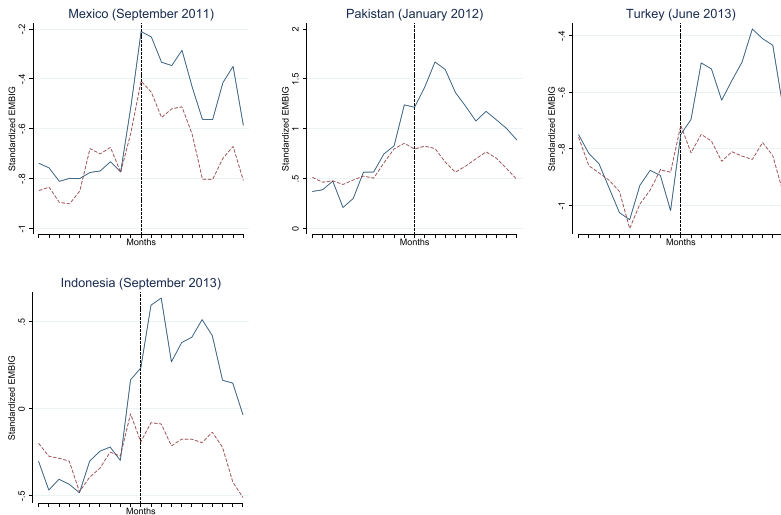 Mexico (September 2011)
Standardized EMBIG
-.2
-.4
-.6
-.8
-1
Months
Pakistan (January 2012)
Standardized EMBIG
2
1.5
1
.5
0
Months
Turkey (June 2013)
Standardized EMBIG
-.4
-.6
-.8
-1
Months
Indonesia (September 2013)
Standardized EMBIG
.5
0
-.5
Months